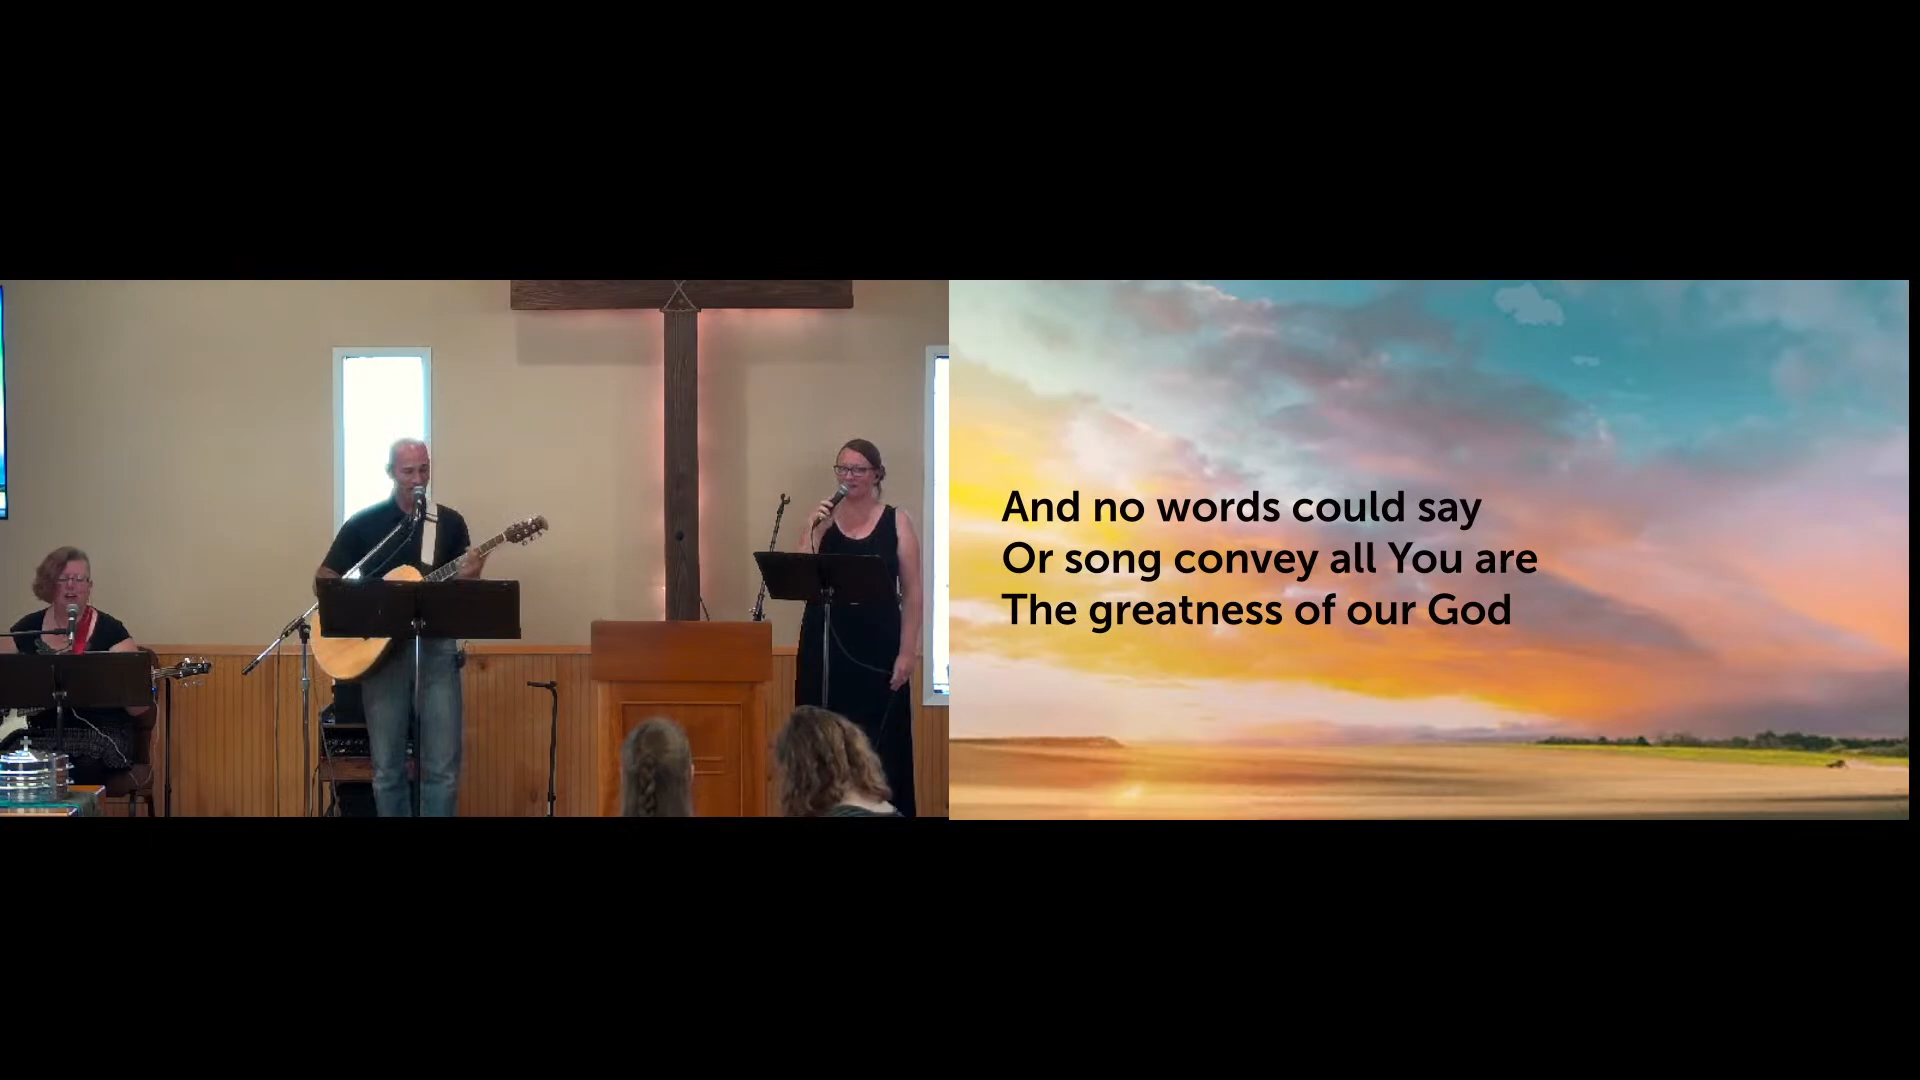 And no words could say
Or song convey all You are
The greatness of our God